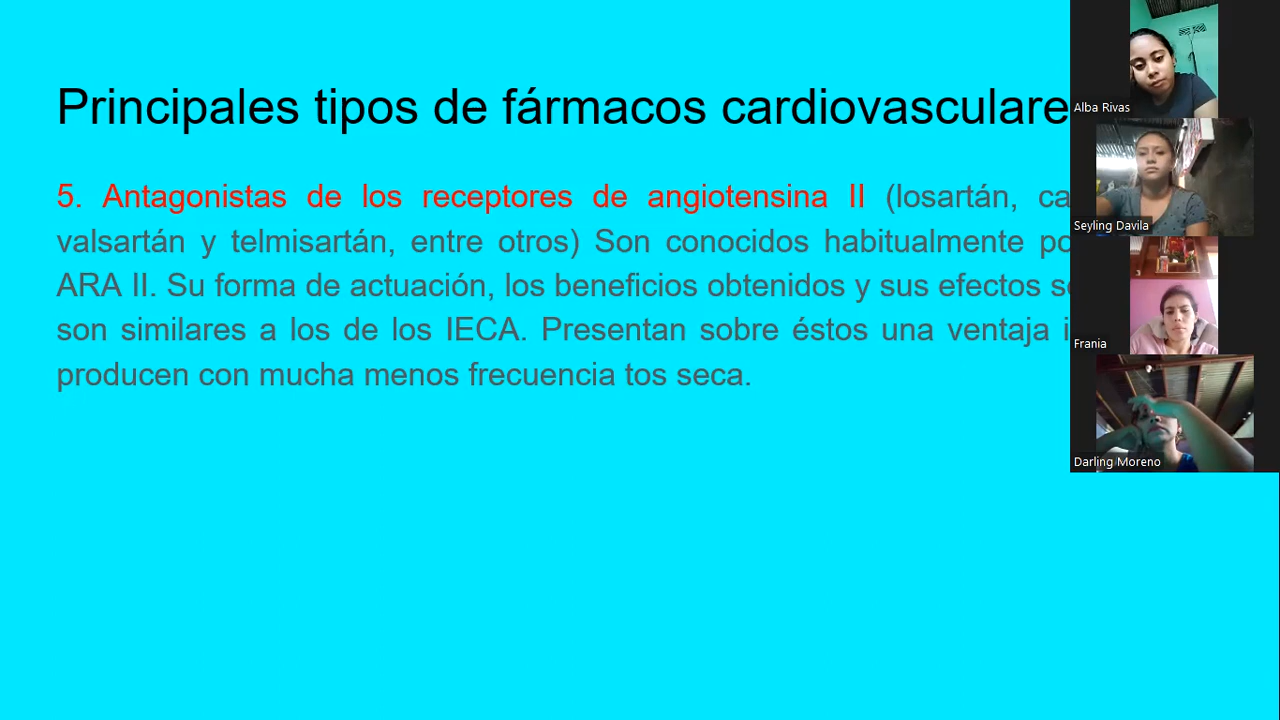 Principales tipos de fármacos cardiovasculare
5. Antagonistas de los receptores de angiotensina II (losartán, ca
valsartán y telmisartán, entre otros) Son conocidos habitualmente po
ARA II. Su forma de actuación, los beneficios obtenidos y sus efectos s
son similares a los de los IECA. Presentan sobre éstos una ventaja i
producen con mucha menos frecuencia tos seca.
Alba Rivas
Seyling Davila
Frania
Darling Moreno